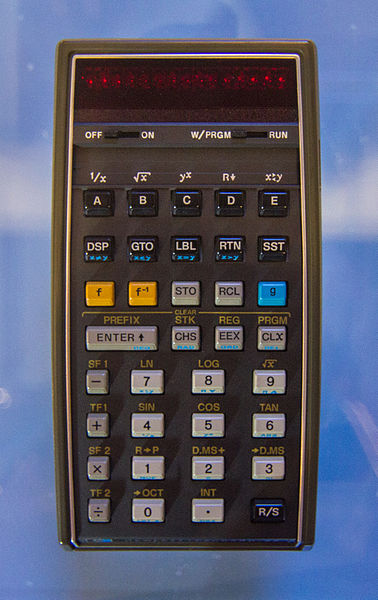 OFF ON W/PRGM RUN
1/x √x yˣ R↓ x⇄y
A B C D E
DSP GTO LBL RTN SST
x≠y x≤y x=y x>y
f f⁻¹ STO RCL g
CLEAR
PREFIX STK REG PRGM
ENTER↑ CHS EEX CLX
SF 1 LN LOG √x
− 7 8 9
TF 1 SIN COS TAN
+ 4 5 6
SF 2 R→P D.MS+ →D.MS
× 1 2 3
TF 2 →OCT INT
÷ 0 · R/S